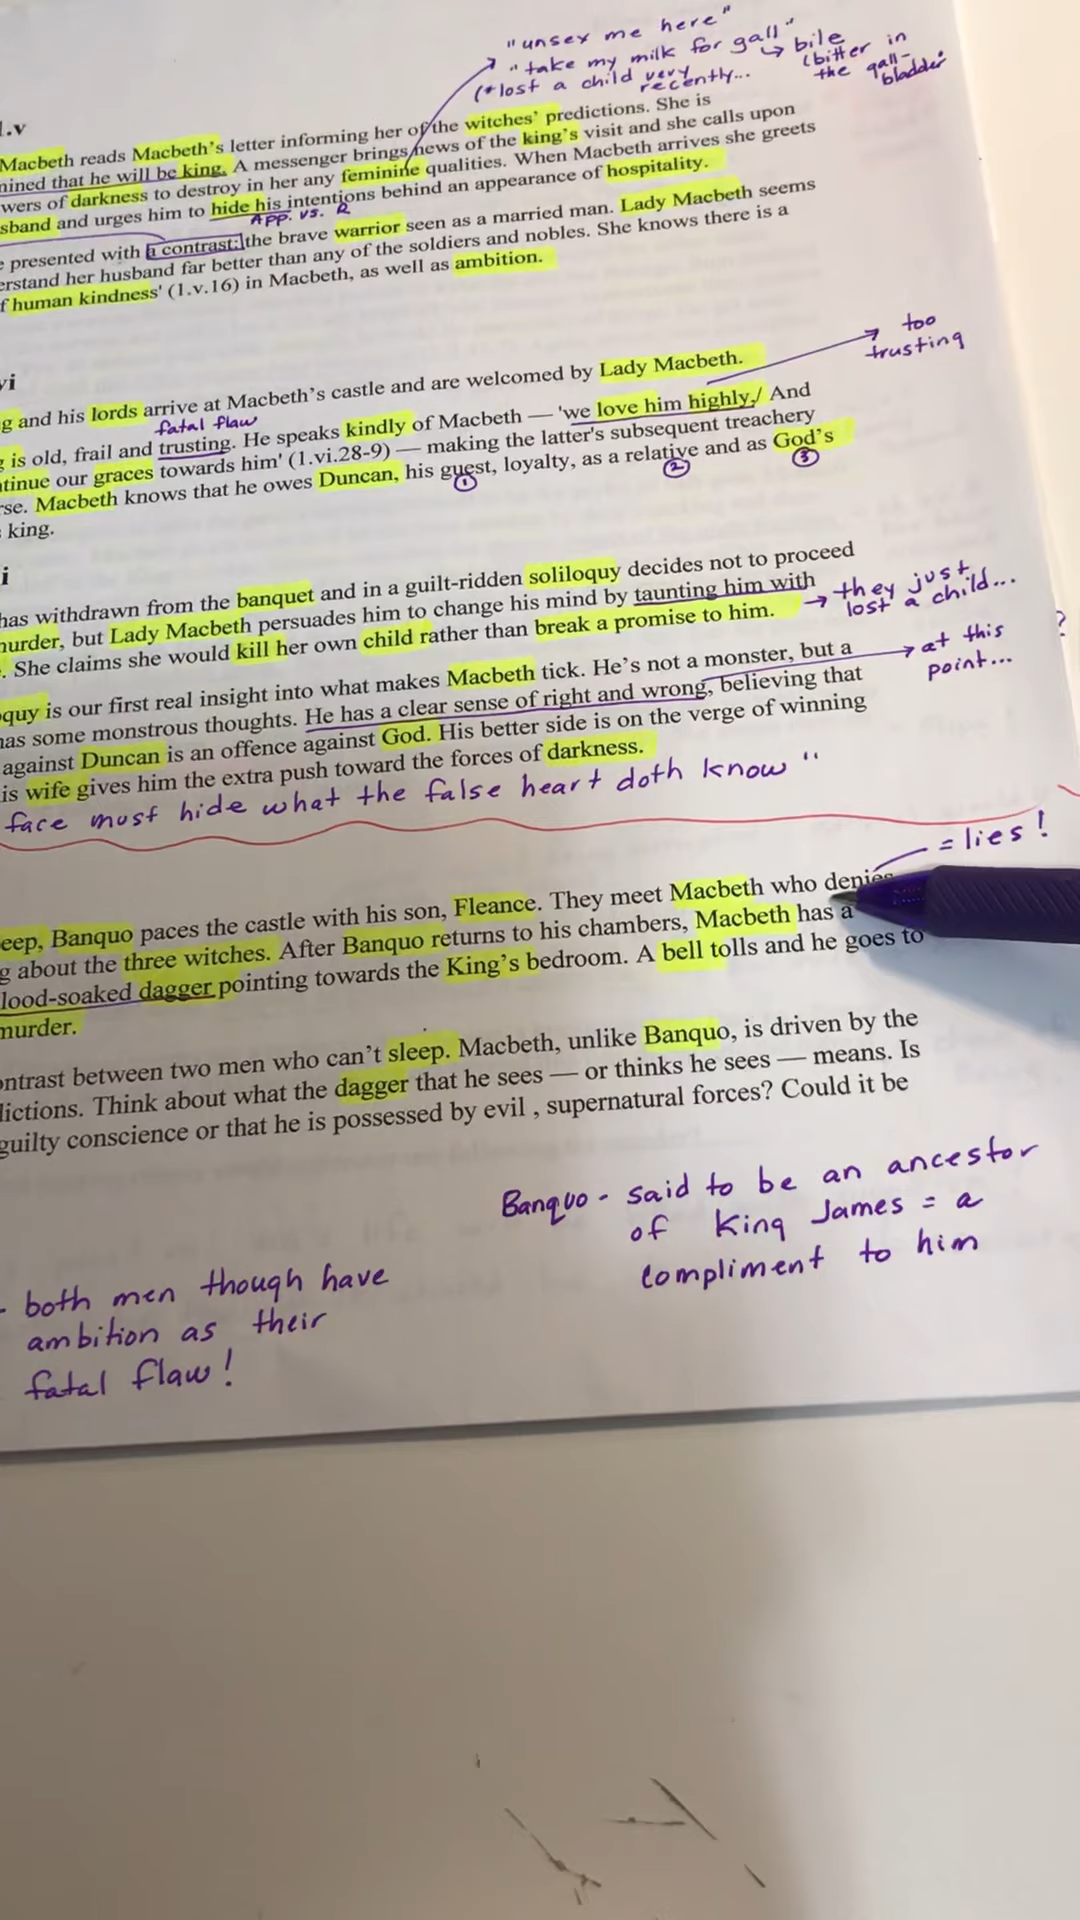 "unsex me here"
"take my milk for gall" → bile
(*lost a child very recently...
(bitter in
the gall-
bladder
1.v
Macbeth reads Macbeth's letter informing her of the witches' predictions. She is
mined that he will be king. A messenger brings news of the king's visit and she calls upon
wers of darkness to destroy in her any feminine qualities. When Macbeth arrives she greets
sband and urges him to hide his intentions behind an appearance of hospitality.
APP. vs. R
e presented with a contrast: the brave warrior seen as a married man. Lady Macbeth seems
erstand her husband far better than any of the soldiers and nobles. She knows there is a
f human kindness' (1.v.16) in Macbeth, as well as ambition.
too
trusting
vi
g and his lords arrive at Macbeth's castle and are welcomed by Lady Macbeth.
fatal flaw
g is old, frail and trusting. He speaks kindly of Macbeth — 'we love him highly,/ And
ntinue our graces towards him' (1.vi.28-9) — making the latter's subsequent treachery
rse. Macbeth knows that he owes Duncan, his guest, loyalty, as a relative and as God's
1 2 3
king.
i
has withdrawn from the banquet and in a guilt-ridden soliloquy decides not to proceed
murder, but Lady Macbeth persuades him to change his mind by taunting him with
→ they just
lost a child...
. She claims she would kill her own child rather than break a promise to him.
quy is our first real insight into what makes Macbeth tick. He's not a monster, but a
→ at this
point...
?
has some monstrous thoughts. He has a clear sense of right and wrong, believing that
against Duncan is an offence against God. His better side is on the verge of winning
is wife gives him the extra push toward the forces of darkness.
face must hide what the false heart doth know"
= lies!
eep, Banquo paces the castle with his son, Fleance. They meet Macbeth who denies
g about the three witches. After Banquo returns to his chambers, Macbeth has a
lood-soaked dagger pointing towards the King's bedroom. A bell tolls and he goes to
murder.
ontrast between two men who can't sleep. Macbeth, unlike Banquo, is driven by the
dictions. Think about what the dagger that he sees — or thinks he sees — means. Is
guilty conscience or that he is possessed by evil , supernatural forces? Could it be
Banquo - said to be an ancestor
of King James = a
compliment to him
- both men though have
ambition as their
fatal flaw!